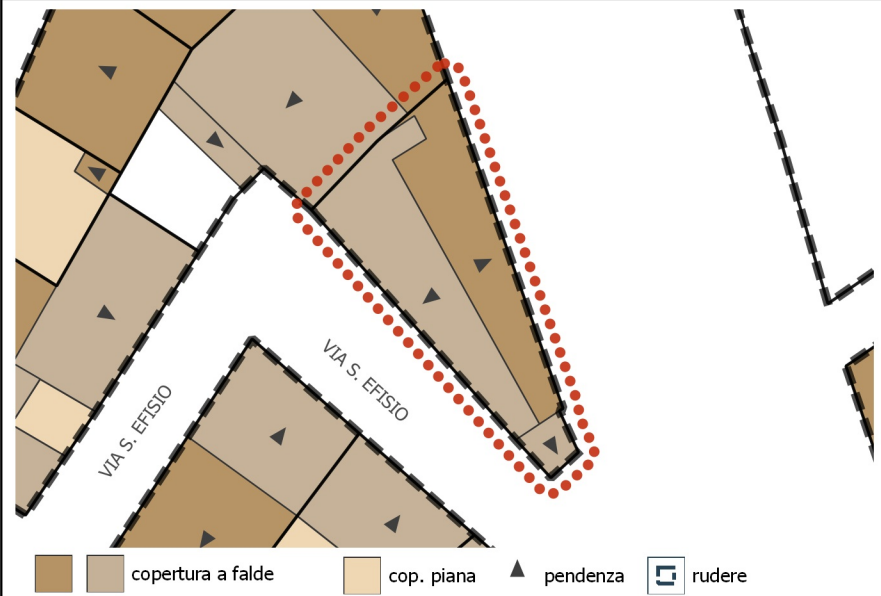 VIA S. EFISIO
VIA S. EFISIO
copertura a falde
cop. piana
pendenza
rudere